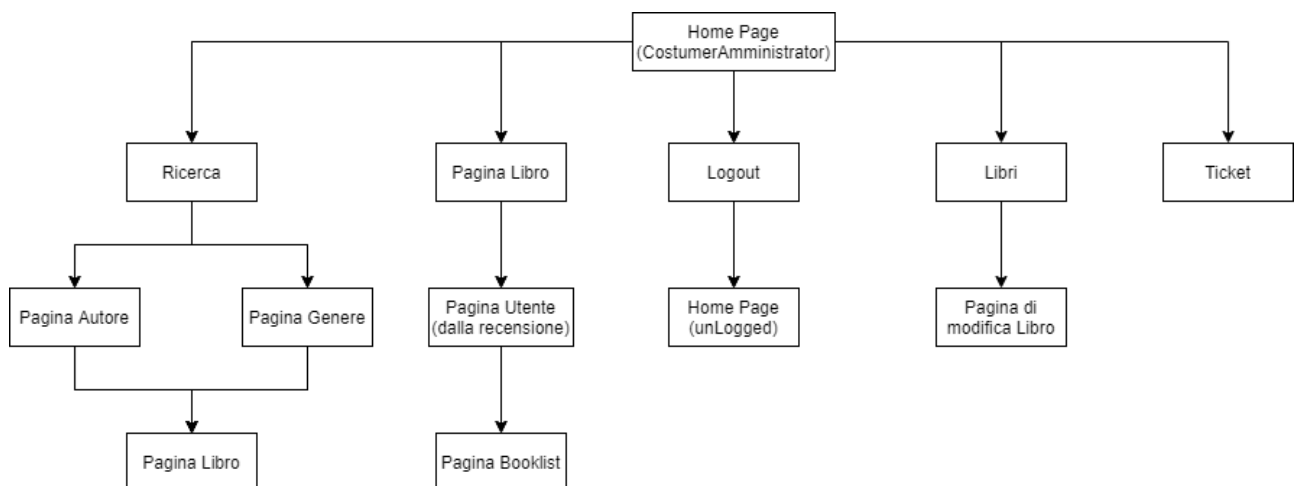 Home Page
(CostumerAmministrator)
Ricerca
Pagina Libro
Logout
Libri
Ticket
Pagina Autore
Pagina Genere
Pagina Utente
(dalla recensione)
Home Page
(unLogged)
Pagina di
modifica Libro
Pagina Libro
Pagina Booklist